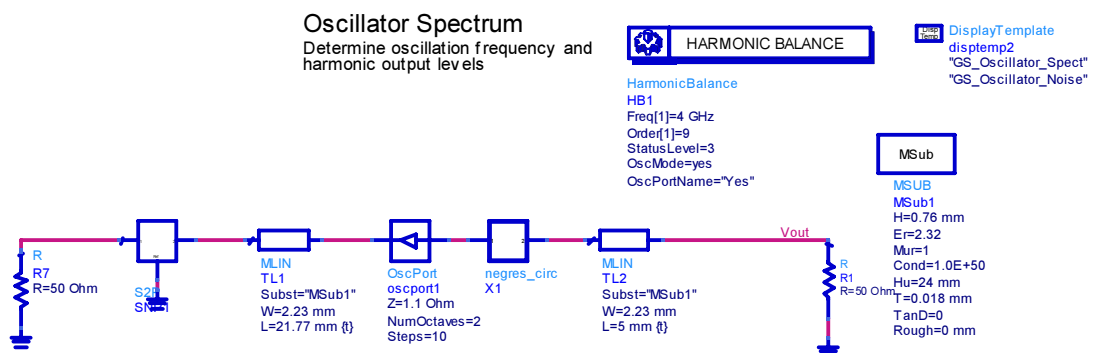 Oscillator Spectrum
Determine oscillation frequency and
harmonic output levels
HARMONIC BALANCE
HarmonicBalance
HB1
Freq[1]=4 GHz
Order[1]=9
StatusLevel=3
OscMode=yes
OscPortName="Yes"
Disp
Temp
DisplayTemplate
disptemp2
"GS_Oscillator_Spect"
"GS_Oscillator_Noise"
MSub
MSUB
MSub1
H=0.76 mm
Er=2.32
Mur=1
Cond=1.0E+50
Hu=24 mm
T=0.018 mm
TanD=0
Rough=0 mm
R
R7
R=50 Ohm
MLIN
TL1
Subst="MSub1"
W=2.23 mm
L=21.77 mm {t}
OscPort
oscport1
Z=1.1 Ohm
NumOctaves=2
Steps=10
negres_circ
X1
MLIN
TL2
Subst="MSub1"
W=2.23 mm
L=5 mm {t}
Vout
R
R1
R=50 Ohm